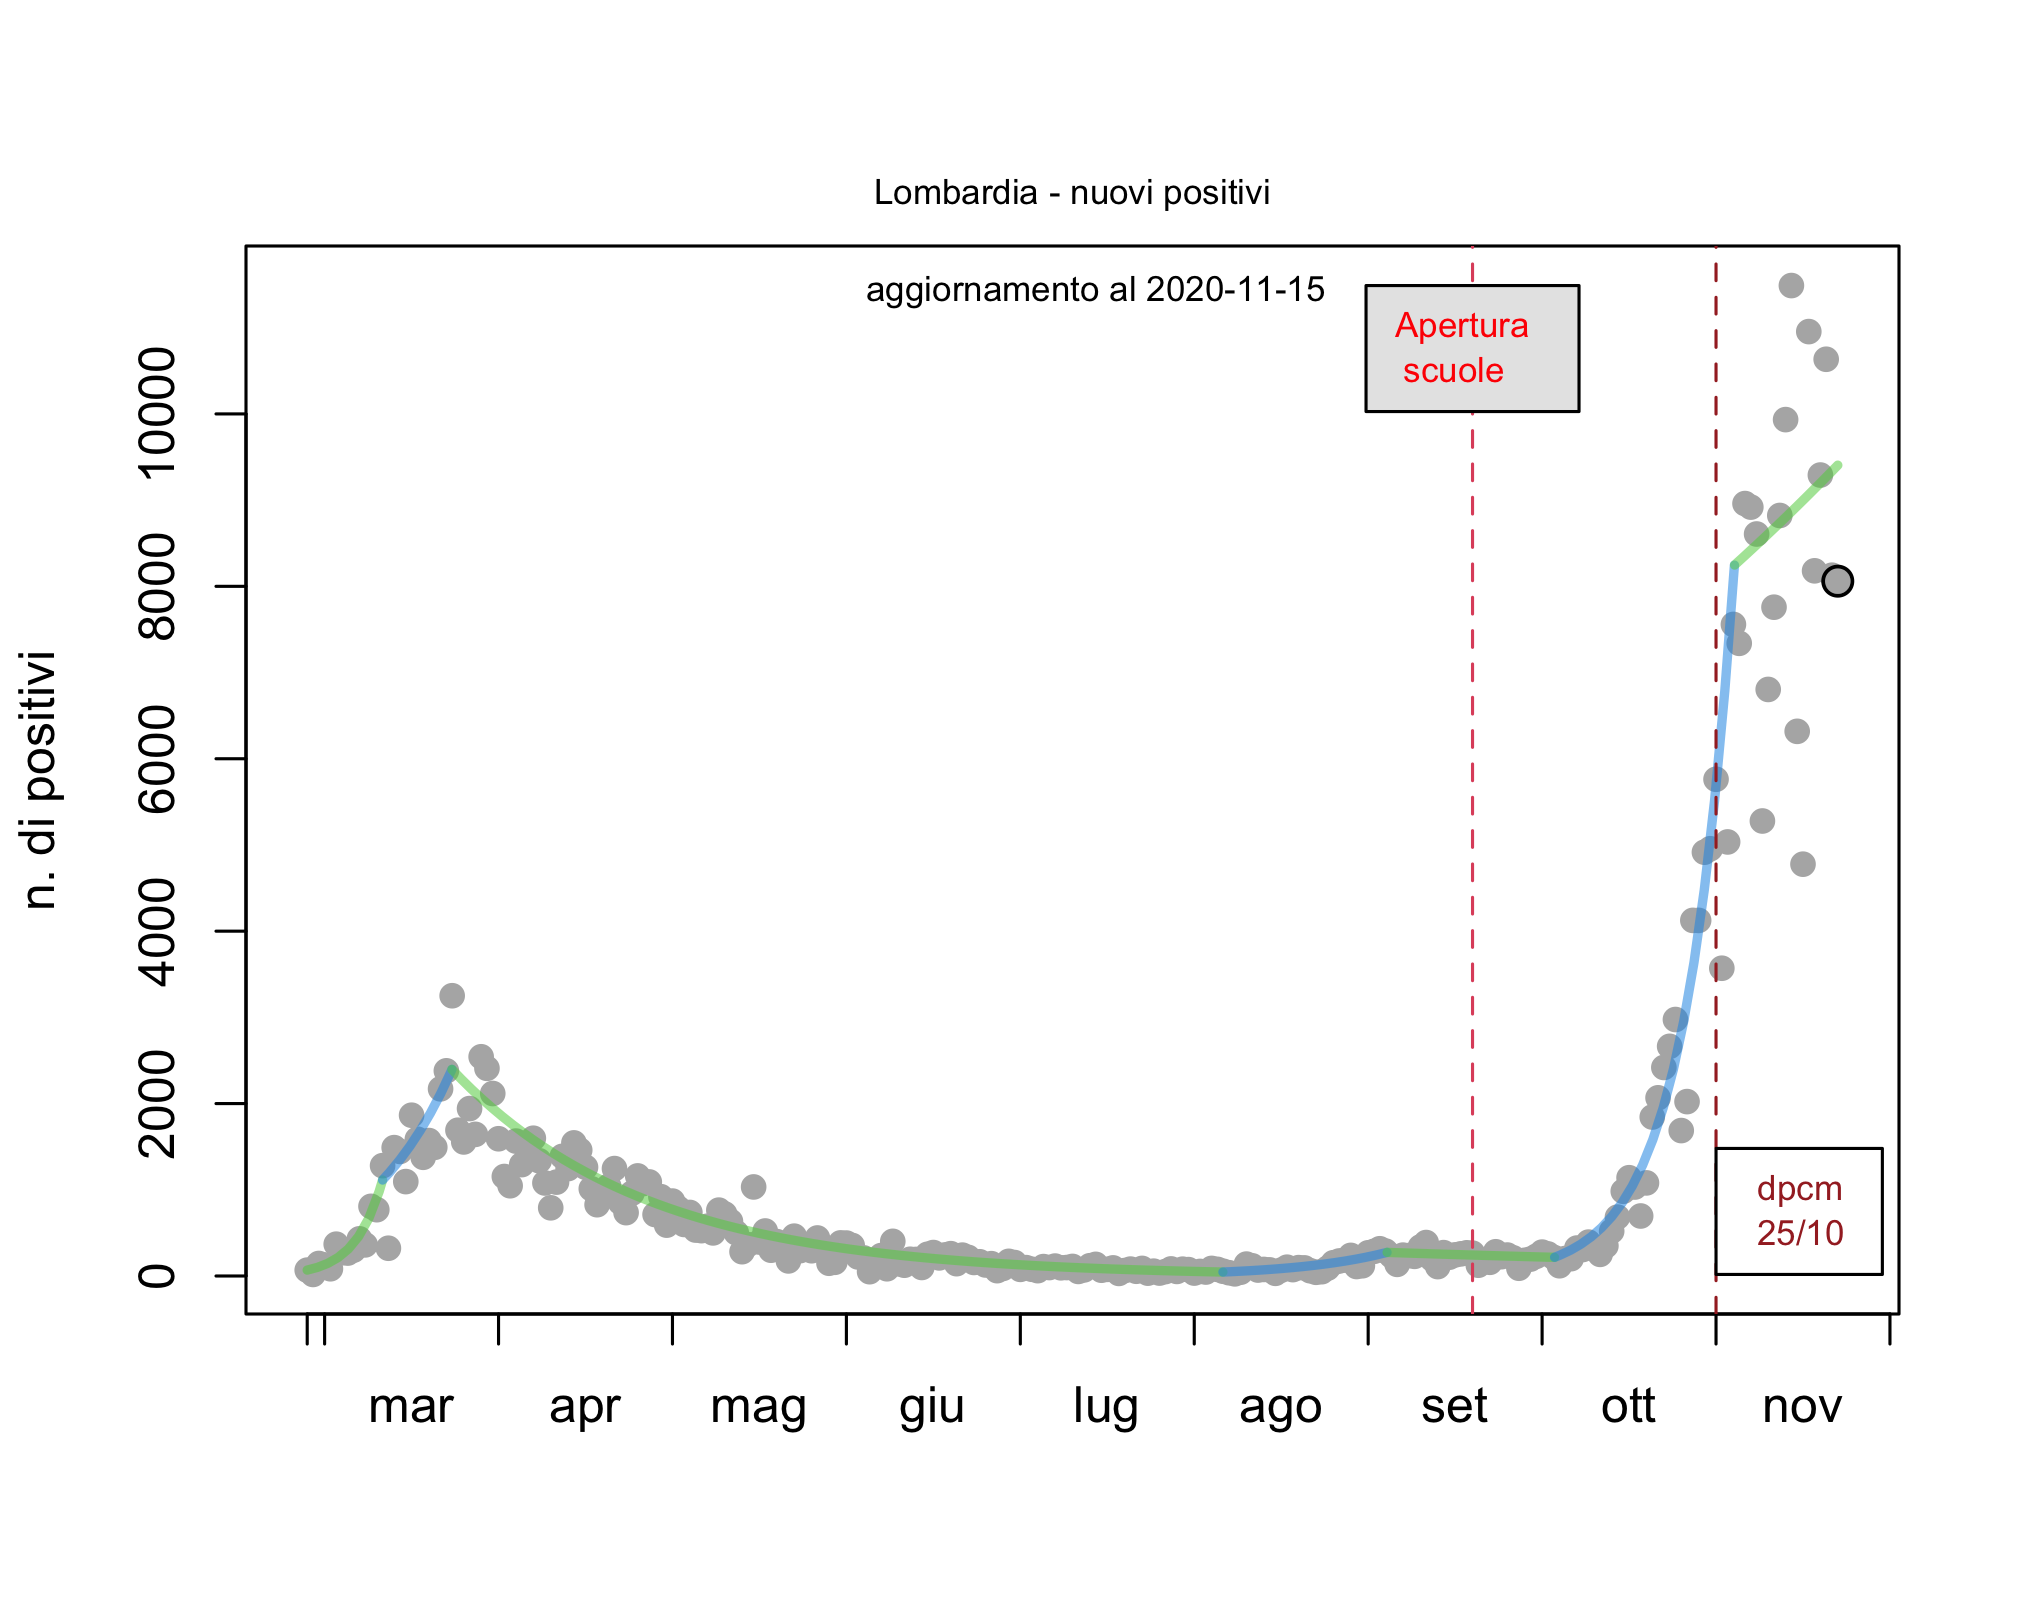 Lombardia - nuovi positivi
aggiornamento al 2020-11-15
Apertura
scuole
n. di positivi
10000
8000
6000
4000
2000
0
dpcm
25/10
mar apr mag giu lug ago set ott nov